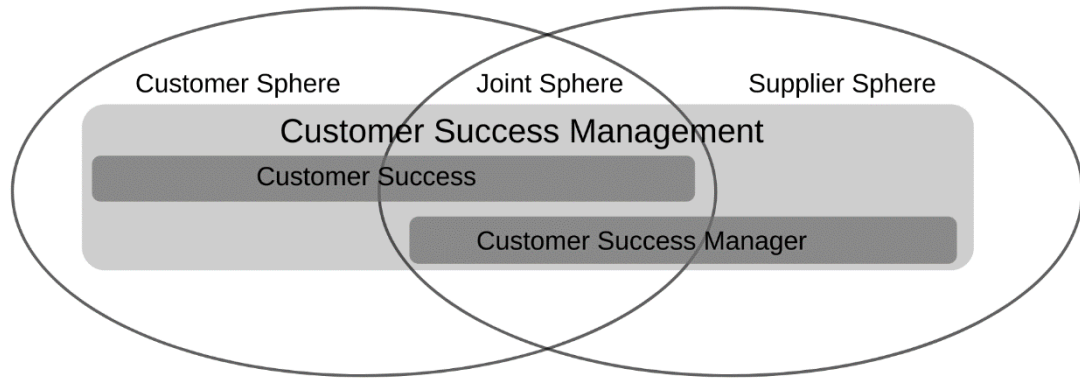 Customer Sphere
Joint Sphere
Supplier Sphere
Customer Success Management
Customer Success
Customer Success Manager